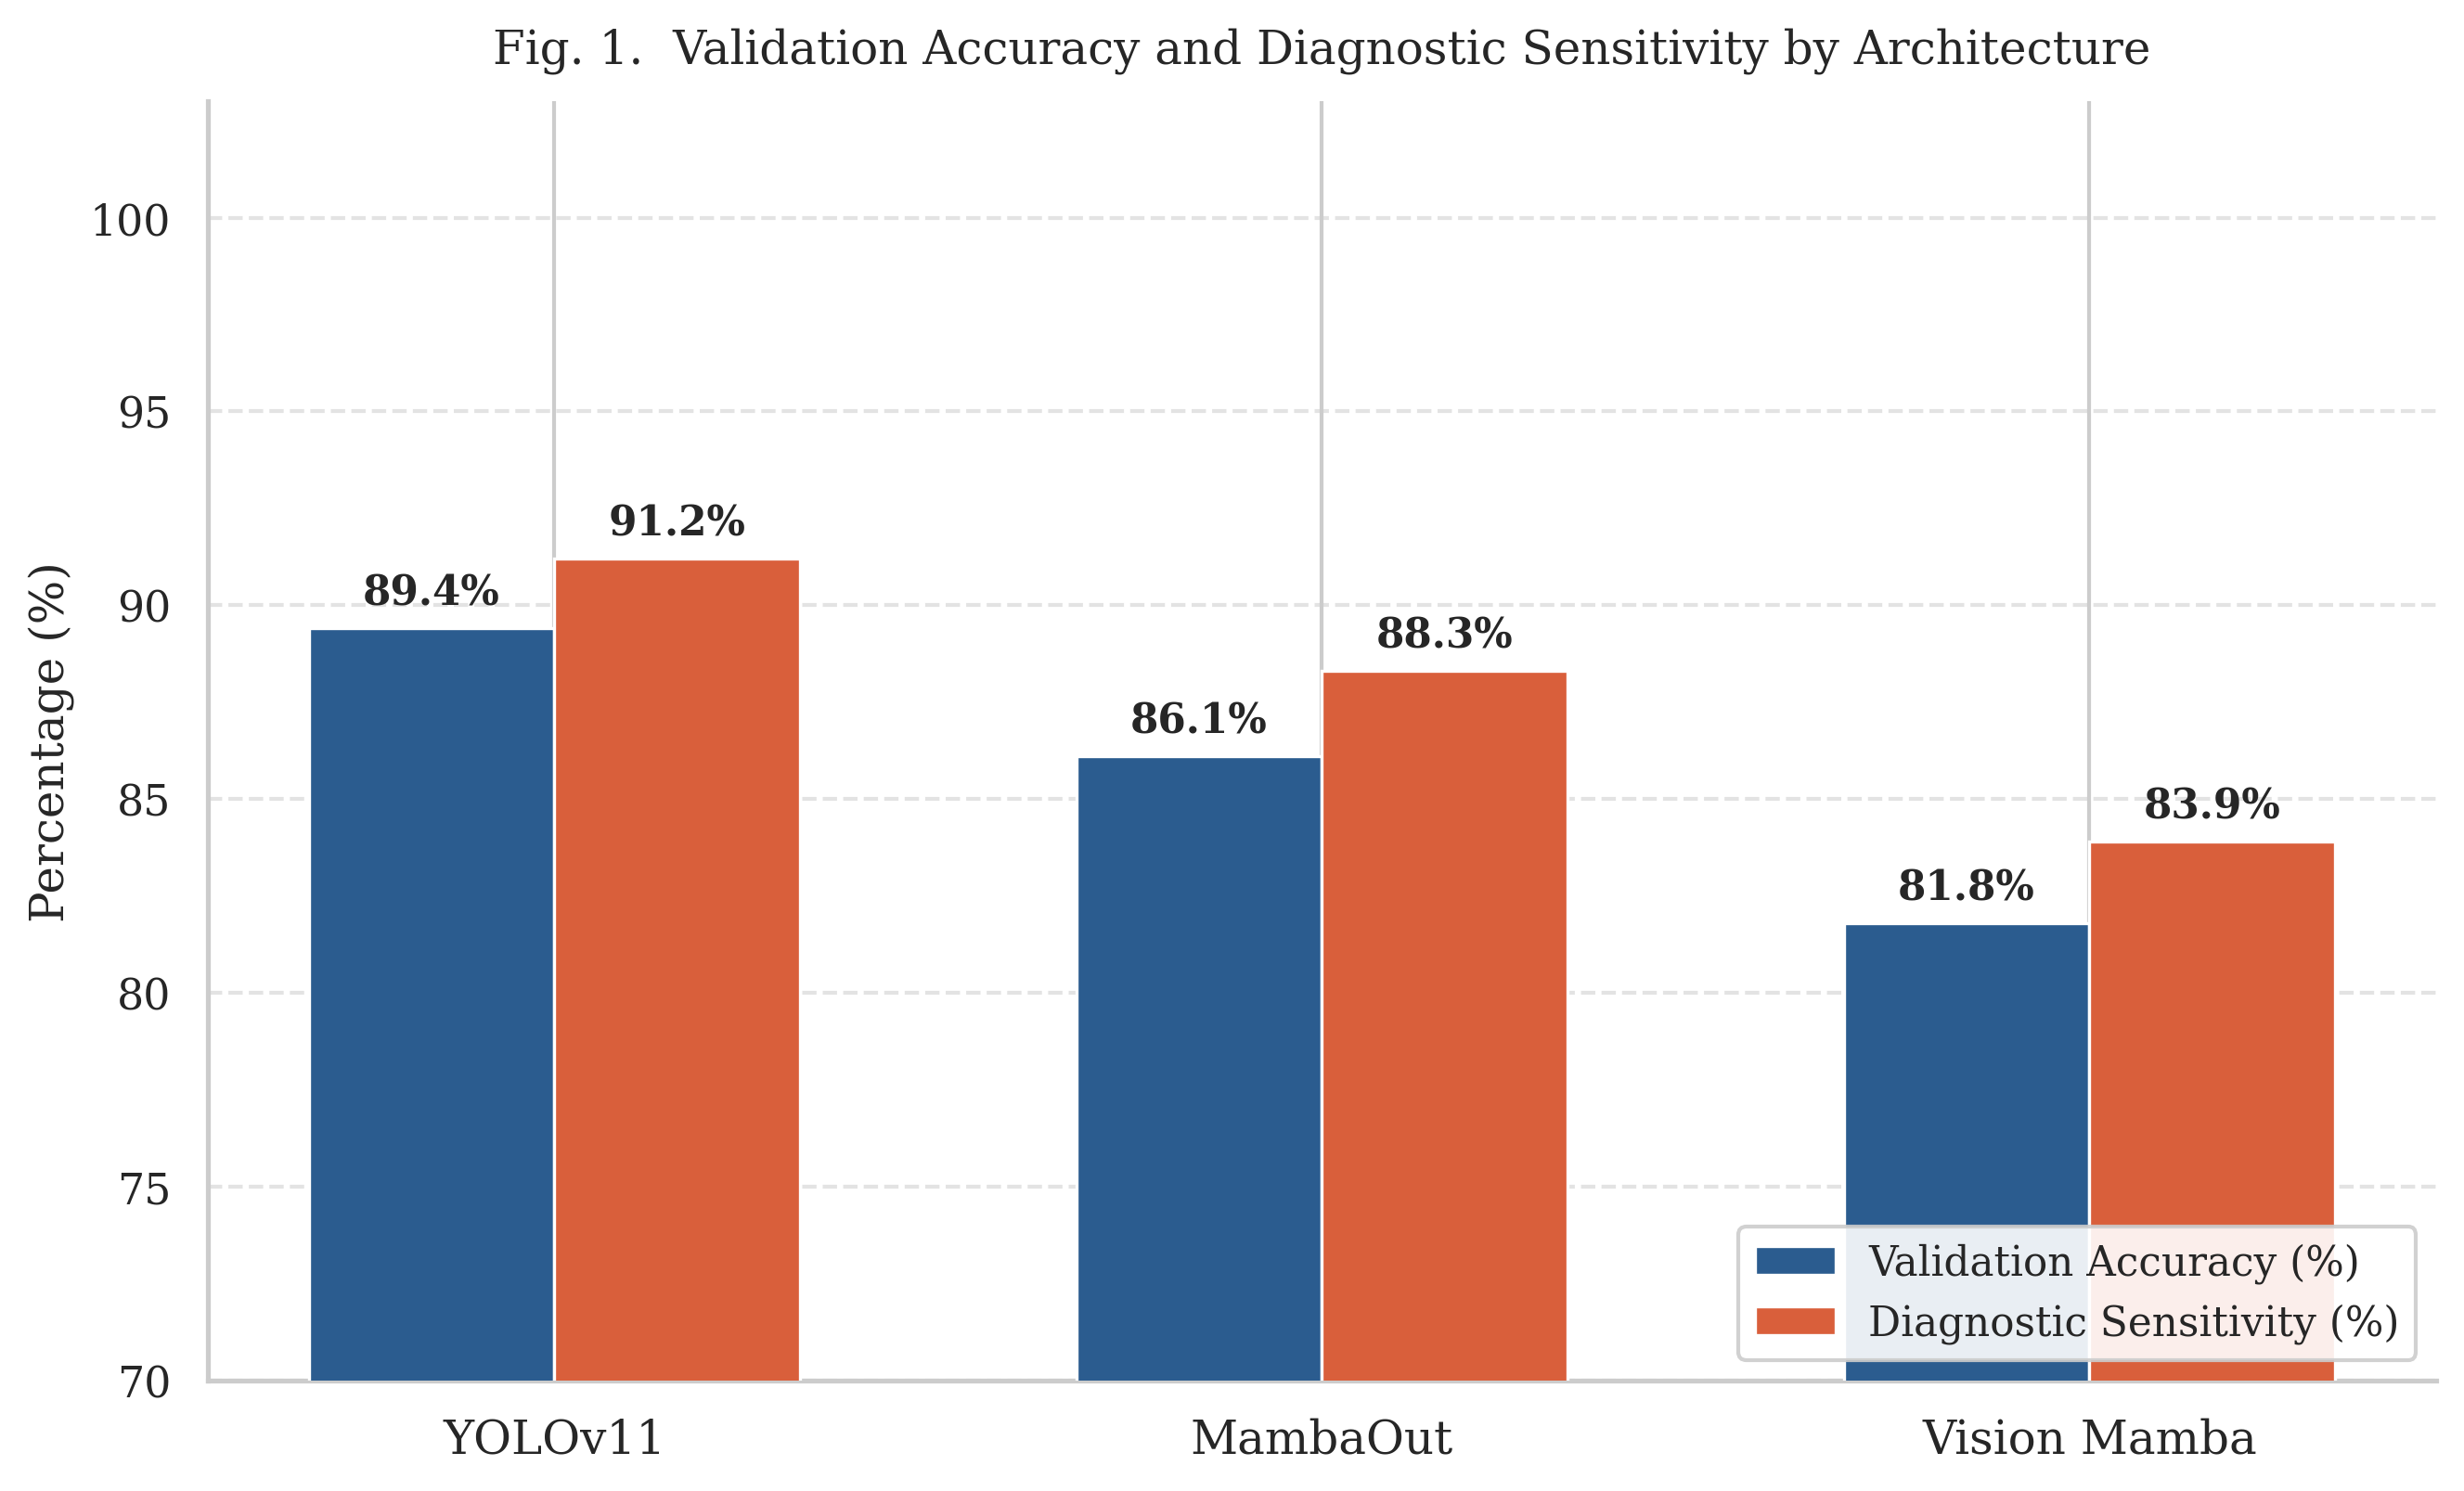 Fig. 1.  Validation Accuracy and Diagnostic Sensitivity by Architecture
Percentage (%)
100
95
90
85
80
75
70
89.4%
91.2%
86.1%
88.3%
81.8%
83.9%
Validation Accuracy (%)
Diagnostic Sensitivity (%)
YOLOv11
MambaOut
Vision Mamba